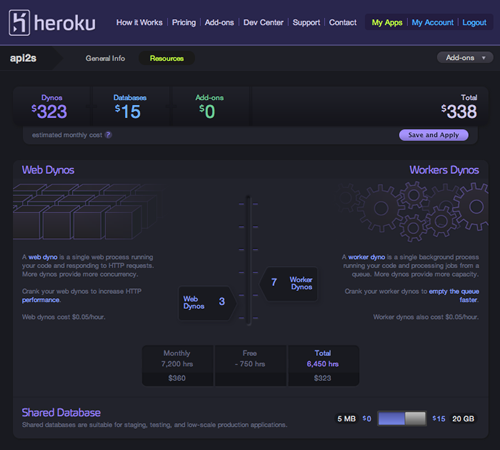 heroku
How it Works Pricing Add-ons Dev Center Support Contact My Apps My Account Logout
api2s General Info Resources Add-ons
Dynos Databases Add-ons Total
$323 $15 $0 $338
estimated monthly cost ? Save and Apply
Web Dynos Workers Dynos
A web dyno is a single web process running
your code and responding to HTTP requests.
More dynos provide more concurrency.
Crank your web dynos to increase HTTP
performance.
Web dynos cost $0.05/hour.
A worker dyno is a single background process
running your code and processing jobs from a
queue. More dynos provide more capacity.
Crank your worker dynos to empty the queue
faster.
Worker dynos also cost $0.05/hour.
7 Worker
Dynos
Web
Dynos 3
Monthly Free Total
7,200 hrs - 750 hrs 6,450 hrs
$360 $323
Shared Database
Shared databases are suitable for staging, testing, and low-scale production applications.
5 MB $0 $15 20 GB